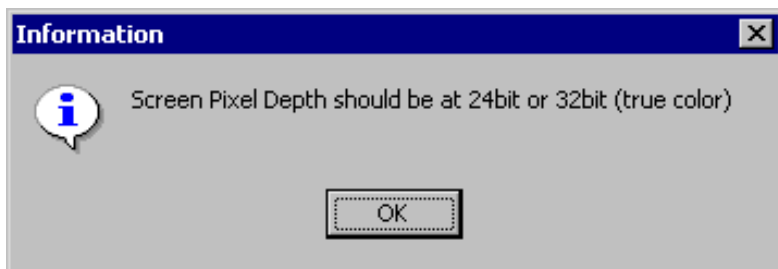 Information
Screen Pixel Depth should be at 24bit or 32bit (true color)
OK